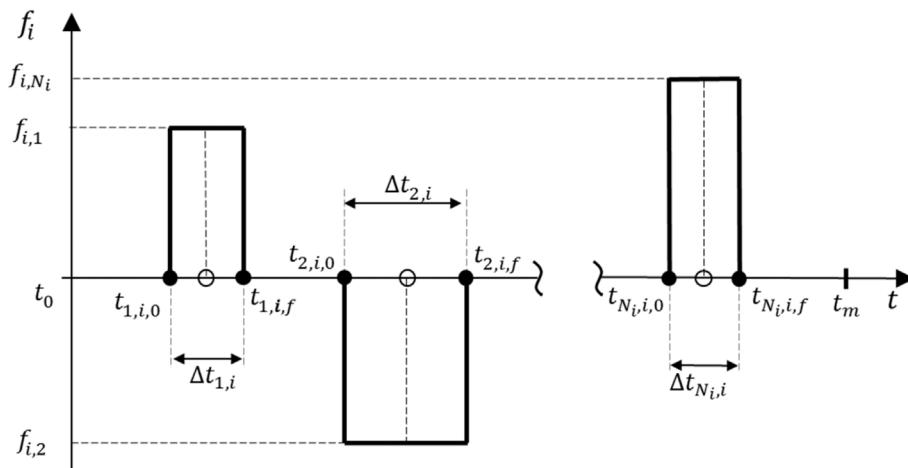 f_i
f_{i,N_i}
f_{i,1}
Δt_{2,i}
t_{2,i,0}
t_{2,i,f}
t_0
t_{1,i,0}
t_{1,i,f}
t_{N_i,i,0}
t_{N_i,i,f}
t_m
t
Δt_{1,i}
Δt_{N_i,i}
f_{i,2}